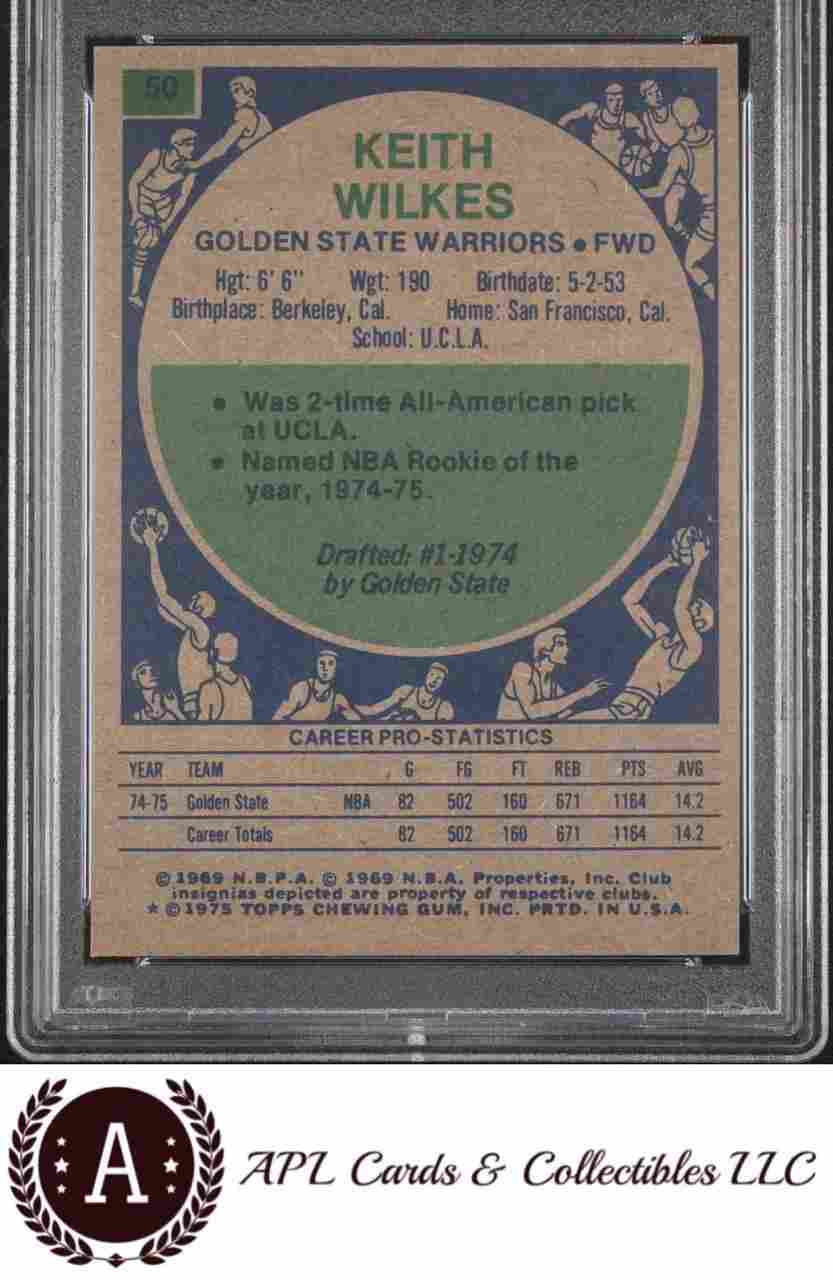 50
KEITH
WILKES
GOLDEN STATE WARRIORS • FWD
Hgt: 6' 6" Wgt: 190 Birthdate: 5-2-53
Birthplace: Berkeley, Cal. Home: San Francisco, Cal.
School: U.C.L.A.
• Was 2-time All-American pick
at UCLA.
• Named NBA Rookie of the
year, 1974-75.
Drafted: #1-1974
by Golden State
CAREER PRO-STATISTICS
YEAR TEAM G FG FT REB PTS AVG
74-75 Golden State NBA 82 502 160 671 1164 14.2
Career Totals 82 502 160 671 1164 14.2
© 1969 N.B.P.A. © 1969 N.B.A. Properties, Inc. Club
insignias depicted are property of respective clubs.
* © 1975 TOPPS CHEWING GUM, INC. PRTD. IN U.S.A.
A
APL Cards & Collectibles LLC